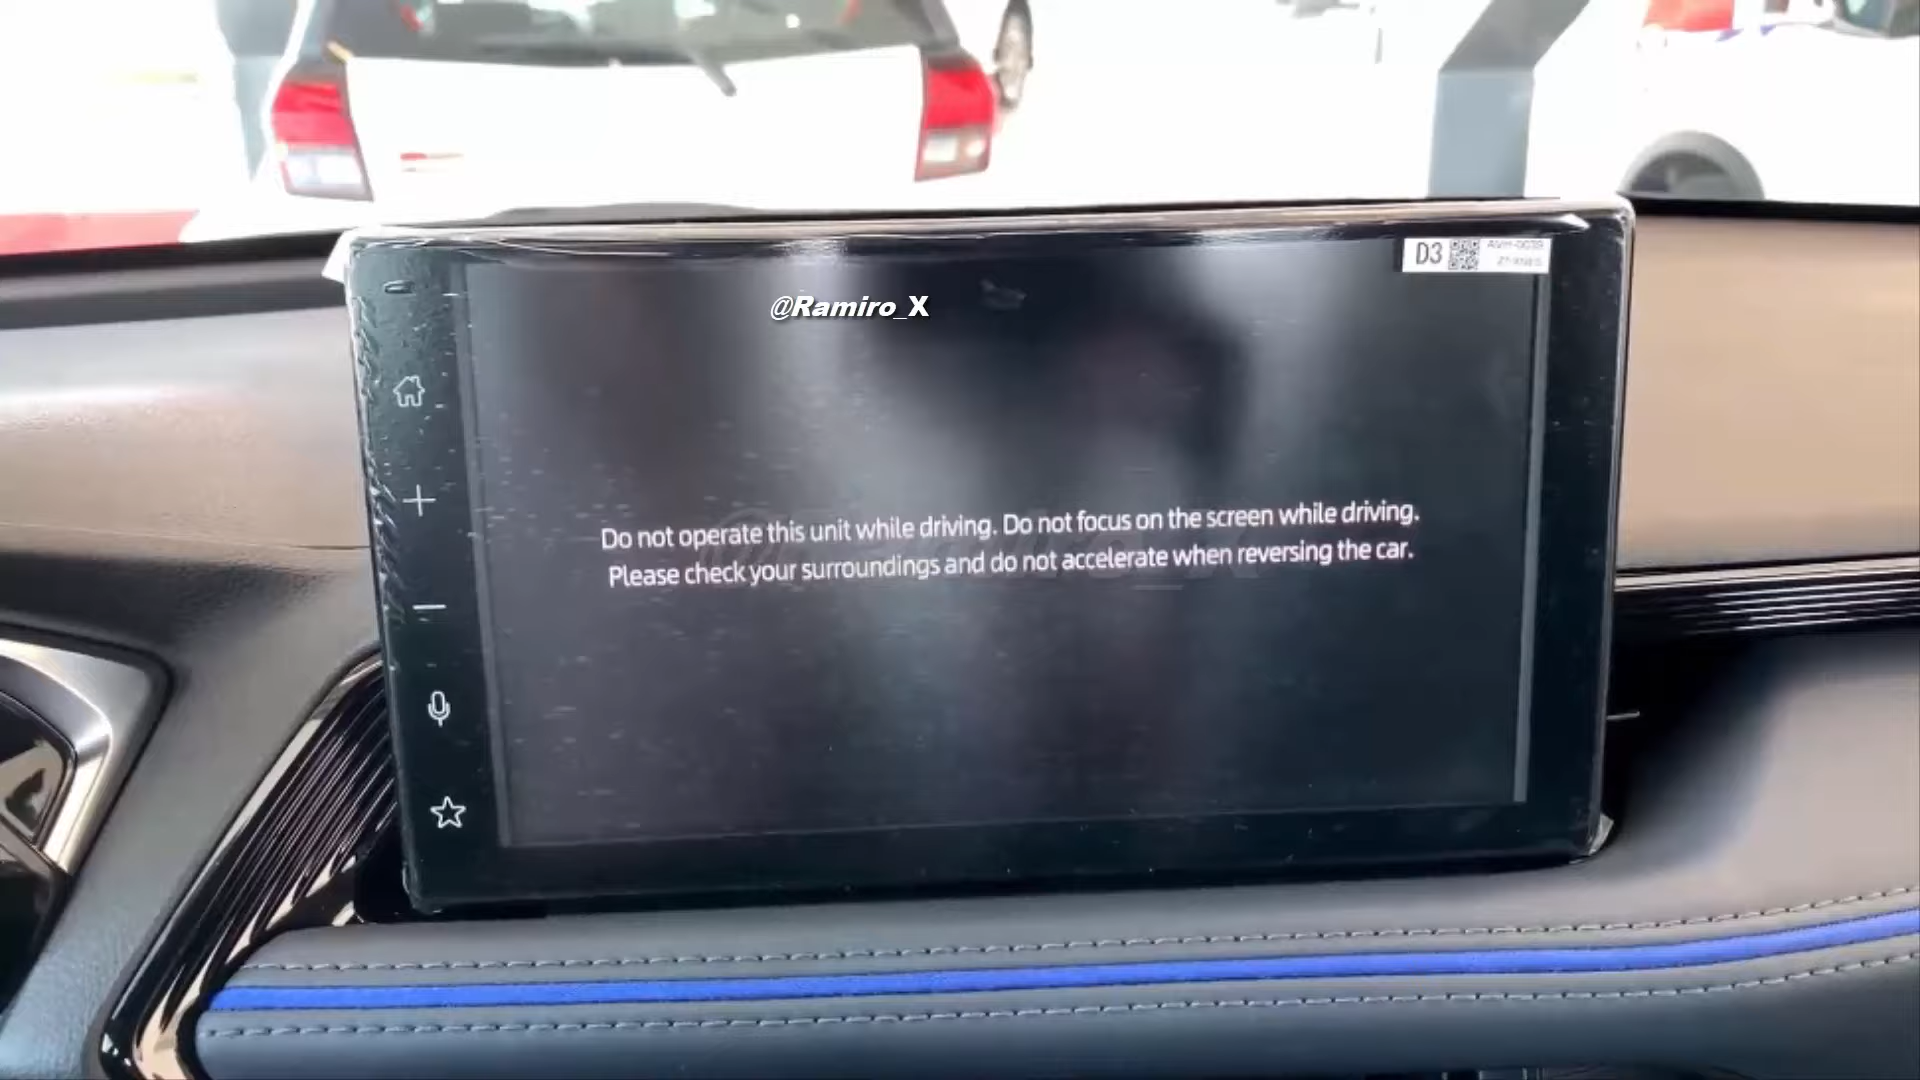 D3
@Ramiro_X
Do not operate this unit while driving. Do not focus on the screen while driving.
Please check your surroundings and do not accelerate when reversing the car.